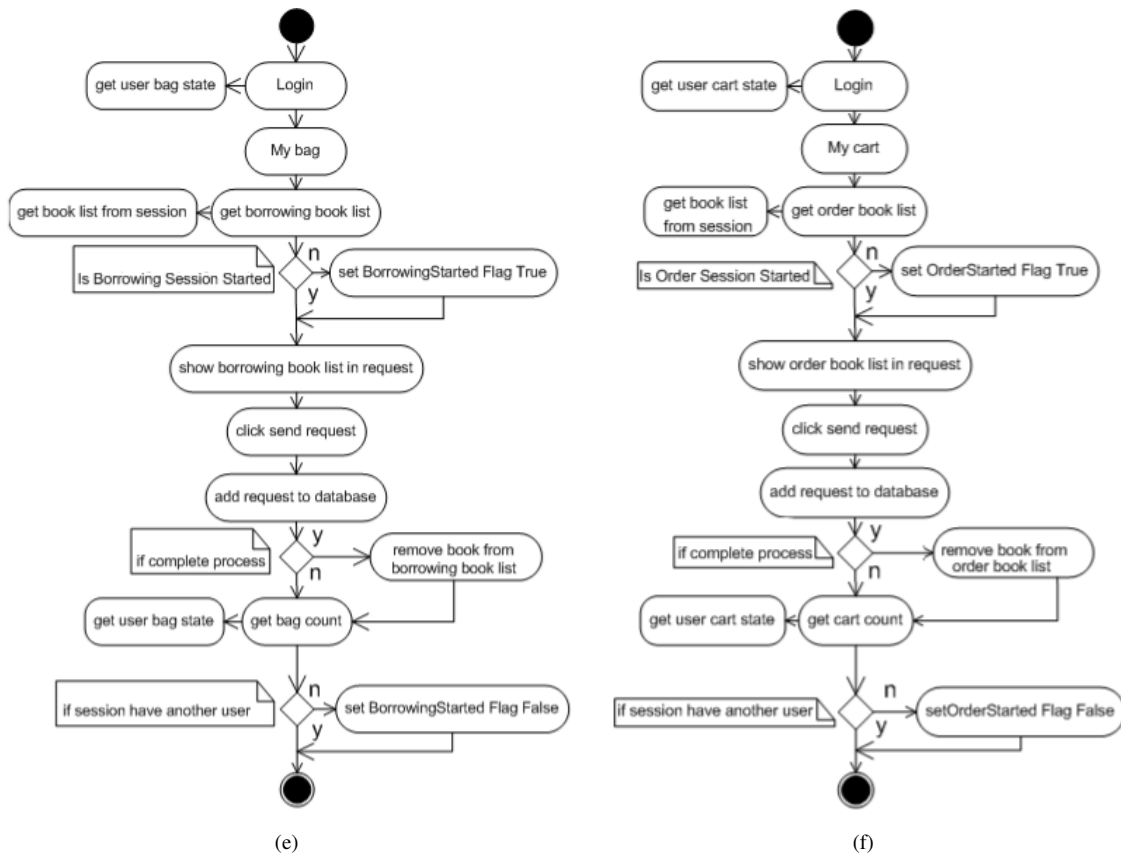 get user bag state
Login
My bag
get book list from session
get borrowing book list
Is Borrowing Session Started
n
set BorrowingStarted Flag True
y
show borrowing book list in request
click send request
add request to database
y
if complete process
remove book from
borrowing book list
n
get user bag state
get bag count
if session have another user
n
set BorrowingStarted Flag False
y
(e)
get user cart state
Login
My cart
get book list
from session
get order book list
Is Order Session Started
n
set OrderStarted Flag True
y
show order book list in request
click send request
add request to database
y
if complete process
remove book from
order book list
n
get user cart state
get cart count
if session have another user
n
setOrderStarted Flag False
y
(f)